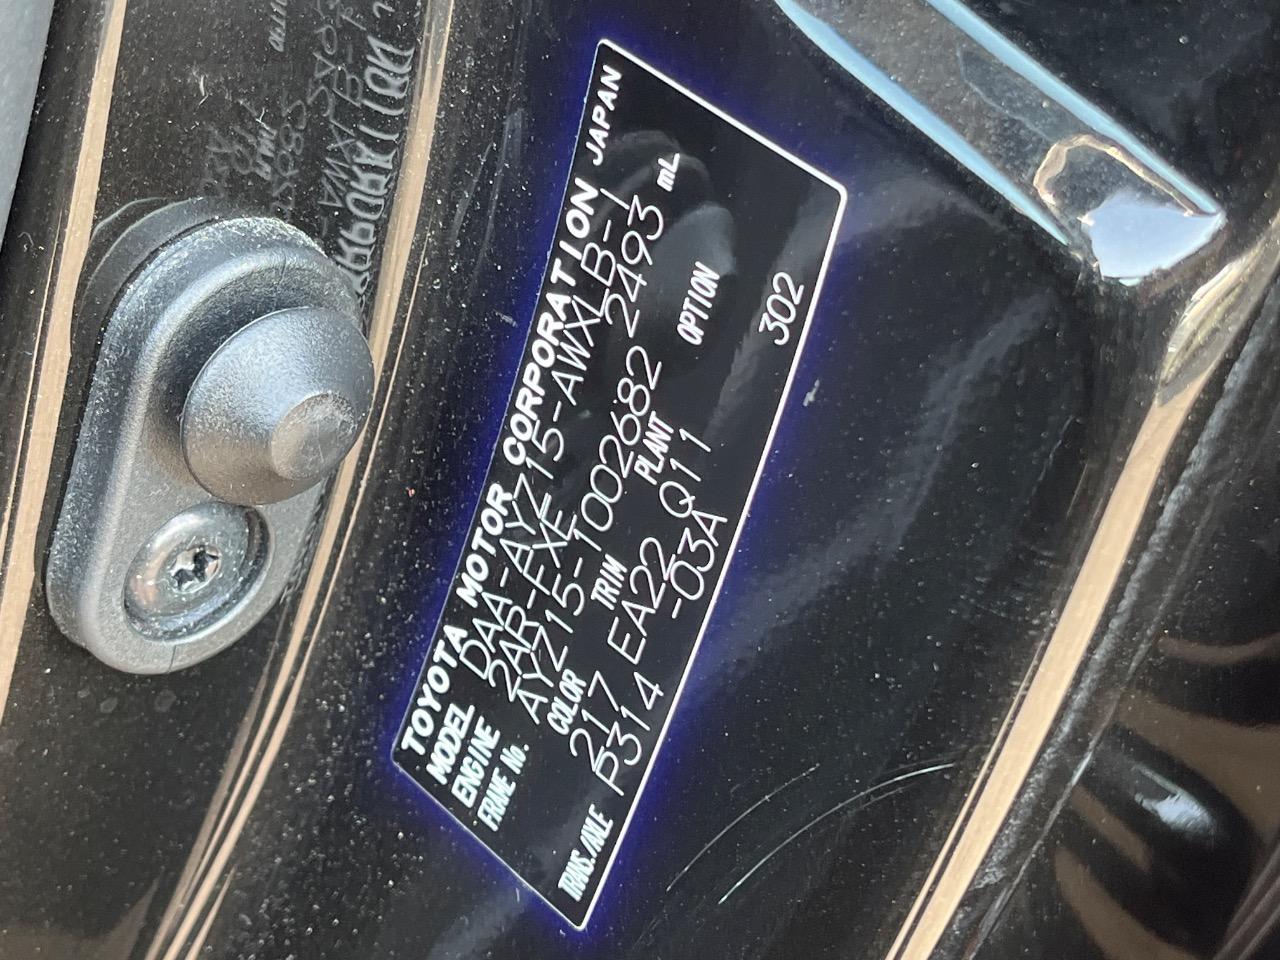 TOYOTA MOTOR CORPORATION JAPAN
MODEL DAA-AYZ15-AWXLB-1
ENGINE 2AR-FXE 2493 mL
FRAME No. AYZ15-1002682
COLOR TRIM PLANT OPTION
217 EA22 Q11
TRANS./AXLE P314 -03A 302